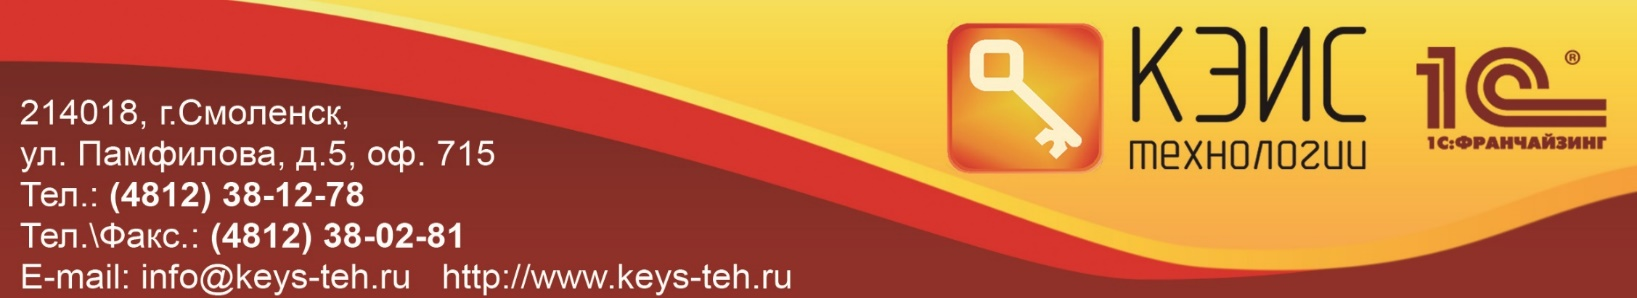 214018, г.Смоленск,
ул. Памфилова, д.5, оф. 715
Тел.: (4812) 38-12-78
Тел.\Факс.: (4812) 38-02-81
E-mail: info@keys-teh.ru http://www.keys-teh.ru
КЭИС
технологии
1С®
1С:ФРАНЧАЙЗИНГ